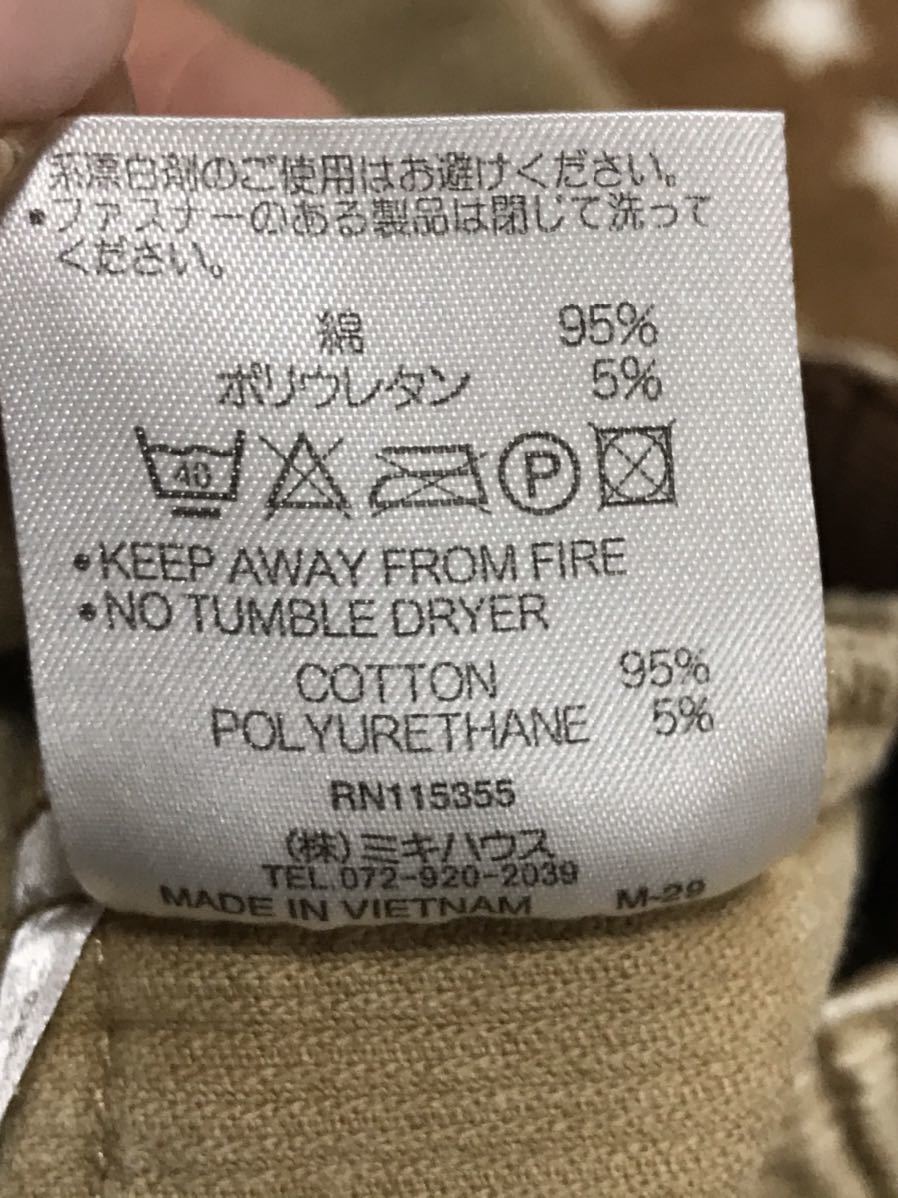 系漂白剤のご使用はお避けください。
•ファスナーのある製品は閉じて洗って
ください。
綿 95%
ポリウレタン 5%
40 P
•KEEP AWAY FROM FIRE
•NO TUMBLE DRYER
COTTON 95%
POLYURETHANE 5%
RN115355
(株)ミキハウス
TEL.072-920-2039
MADE IN VIETNAM M-29